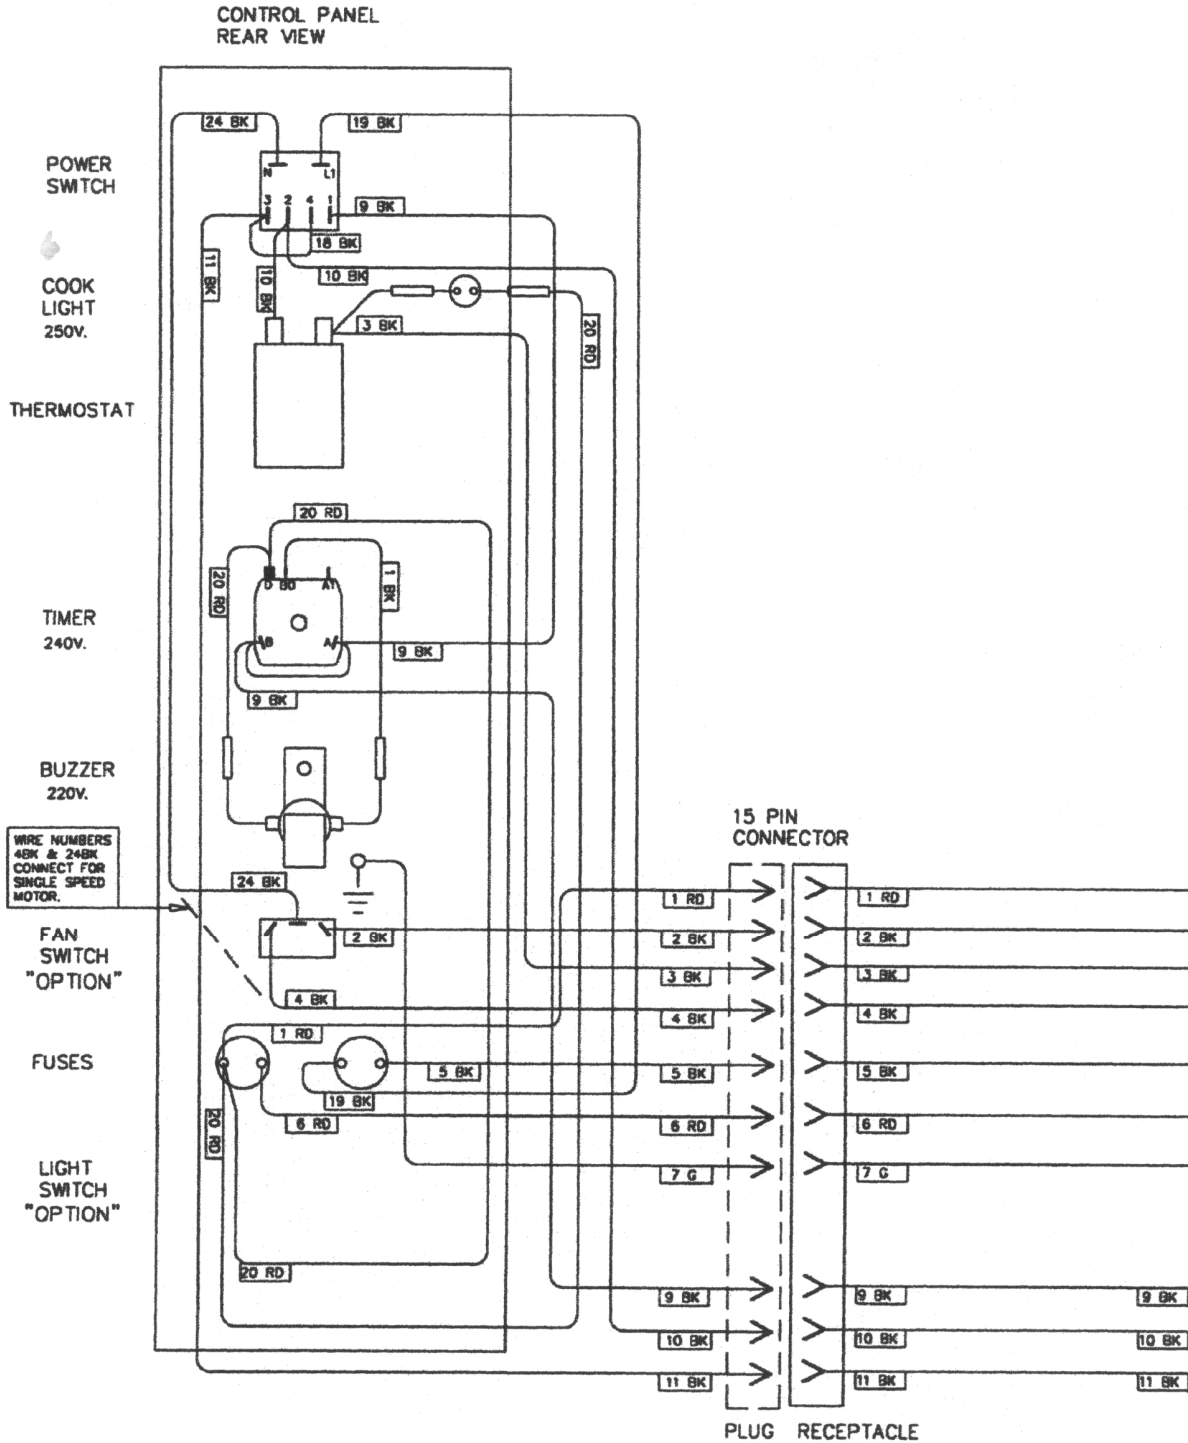 CONTROL PANEL
REAR VIEW
24 BK
19 BK
POWER
SWITCH
N
L1
3 2 4 1
9 BK
18 BK
11 BK
10 BK
10 BK
COOK
LIGHT
250V.
3 BK
20 RD
THERMOSTAT
20 RD
20 RD
D BD A1
1 BK
TIMER
240V.
B
A
9 BK
9 BK
BUZZER
220V.
15 PIN
CONNECTOR
WIRE NUMBERS
4BK & 24BK
CONNECT FOR
SINGLE SPEED
MOTOR.
24 BK
1 RD
1 RD
FAN
SWITCH
"OPTION"
2 BK
2 BK
2 BK
3 BK
3 BK
4 BK
4 BK
4 BK
1 RD
FUSES
5 BK
5 BK
5 BK
19 BK
20 RD
6 RD
6 RD
6 RD
LIGHT
SWITCH
"OPTION"
7 G
7 G
20 RD
9 BK
9 BK
9 BK
10 BK
10 BK
10 BK
11 BK
11 BK
11 BK
PLUG
RECEPTACLE